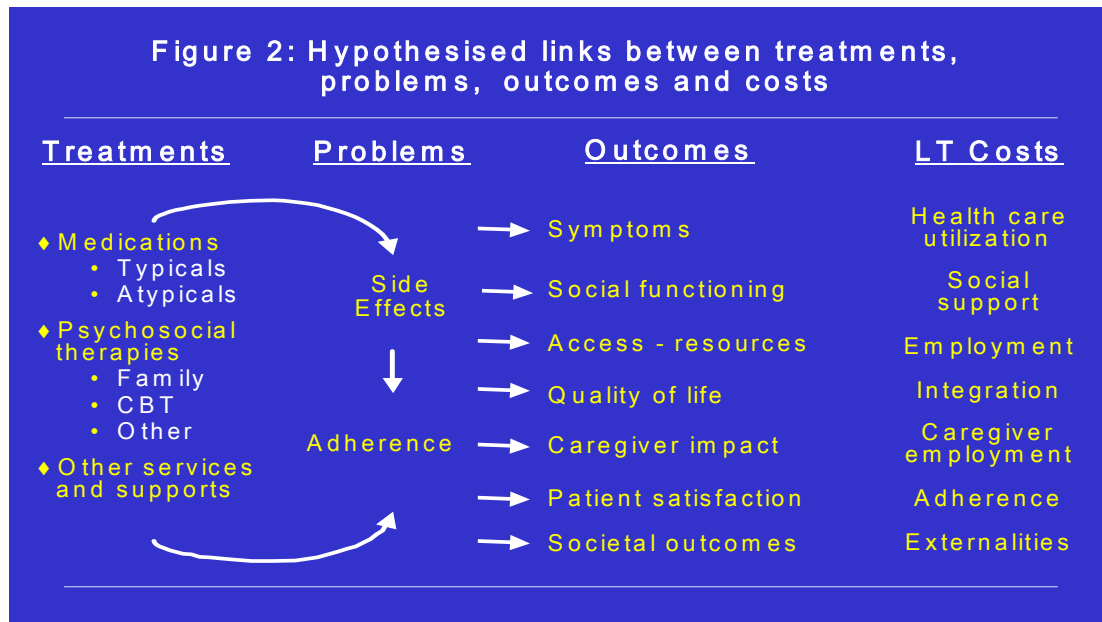 Figure 2: Hypothesised links between treatments,
problems, outcomes and costs
Treatments
♦ Medications
• Typicals
• Atypicals
♦ Psychosocial
therapies
• Family
• CBT
• Other
♦ Other services
and supports
Problems
Side
Effects
Adherence
Outcomes
Symptoms
Social functioning
Access - resources
Quality of life
Caregiver impact
Patient satisfaction
Societal outcomes
LT Costs
Health care
utilization
Social
support
Employment
Integration
Caregiver
employment
Adherence
Externalities